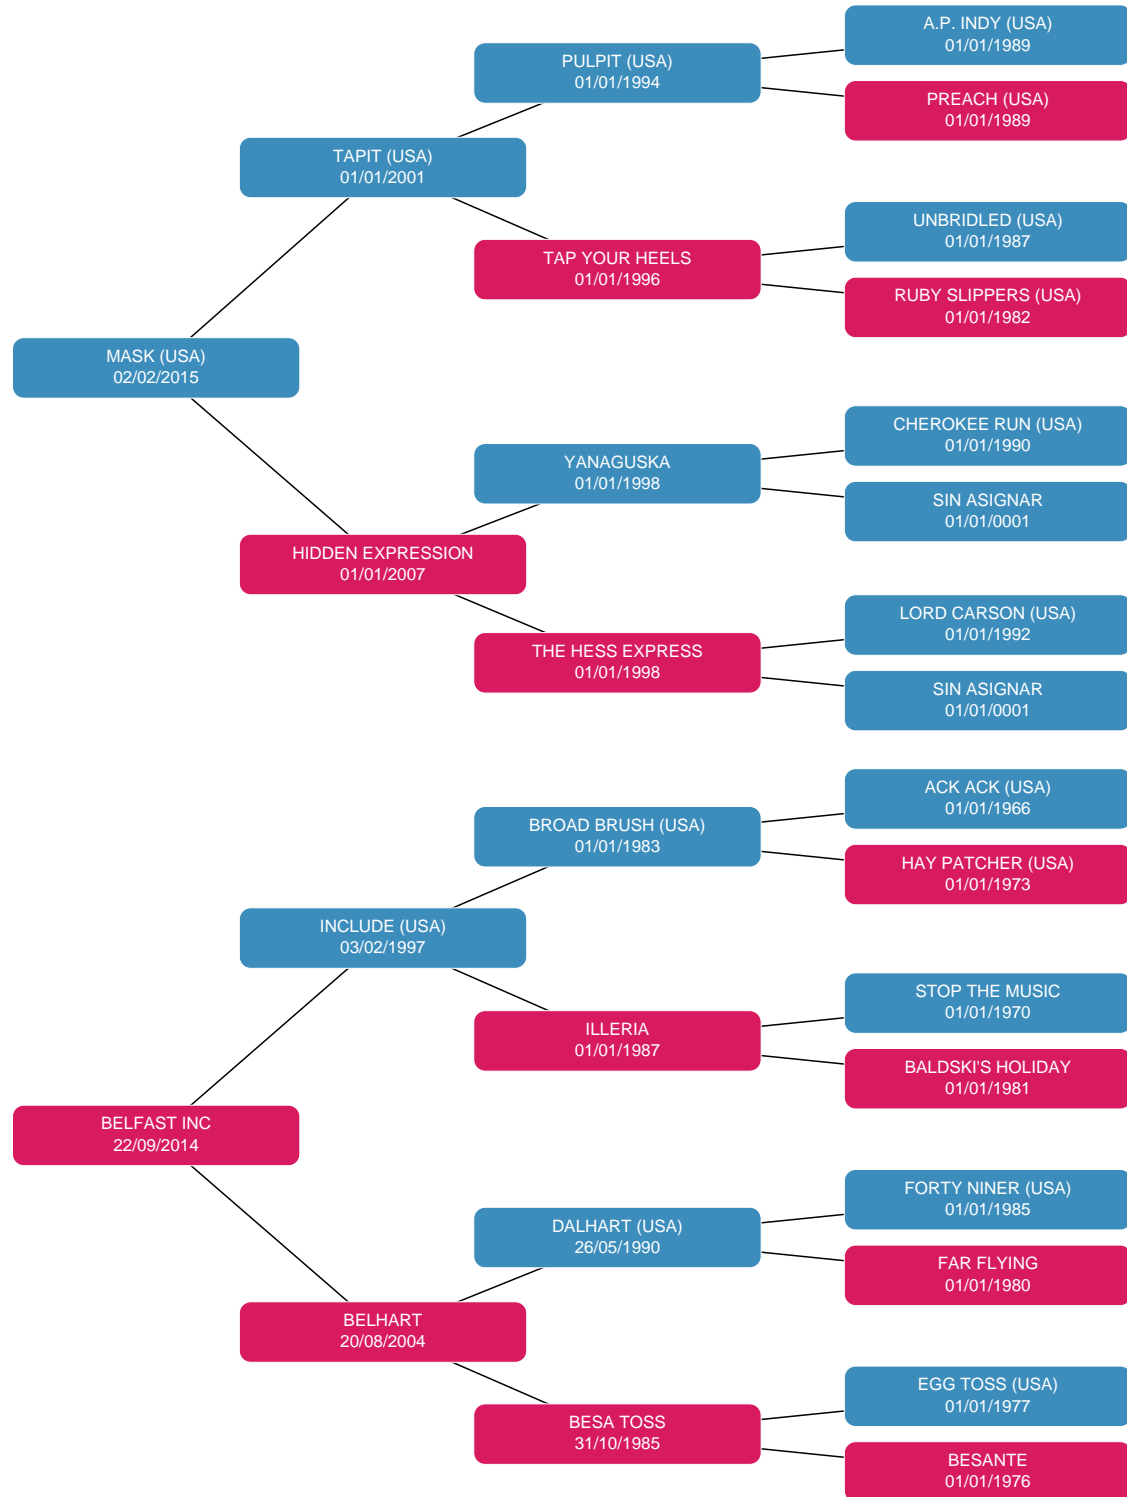 A.P. INDY (USA)
01/01/1989
PULPIT (USA)
01/01/1994
PREACH (USA)
01/01/1989
TAPIT (USA)
01/01/2001
UNBRIDLED (USA)
01/01/1987
TAP YOUR HEELS
01/01/1996
RUBY SLIPPERS (USA)
01/01/1982
MASK (USA)
02/02/2015
CHEROKEE RUN (USA)
01/01/1990
YANAGUSKA
01/01/1998
SIN ASIGNAR
01/01/0001
HIDDEN EXPRESSION
01/01/2007
LORD CARSON (USA)
01/01/1992
THE HESS EXPRESS
01/01/1998
SIN ASIGNAR
01/01/0001
ACK ACK (USA)
01/01/1966
BROAD BRUSH (USA)
01/01/1983
HAY PATCHER (USA)
01/01/1973
INCLUDE (USA)
03/02/1997
STOP THE MUSIC
01/01/1970
ILLERIA
01/01/1987
BALDSKI'S HOLIDAY
01/01/1981
BELFAST INC
22/09/2014
FORTY NINER (USA)
01/01/1985
DALHART (USA)
26/05/1990
FAR FLYING
01/01/1980
BELHART
20/08/2004
EGG TOSS (USA)
01/01/1977
BESA TOSS
31/10/1985
BESANTE
01/01/1976